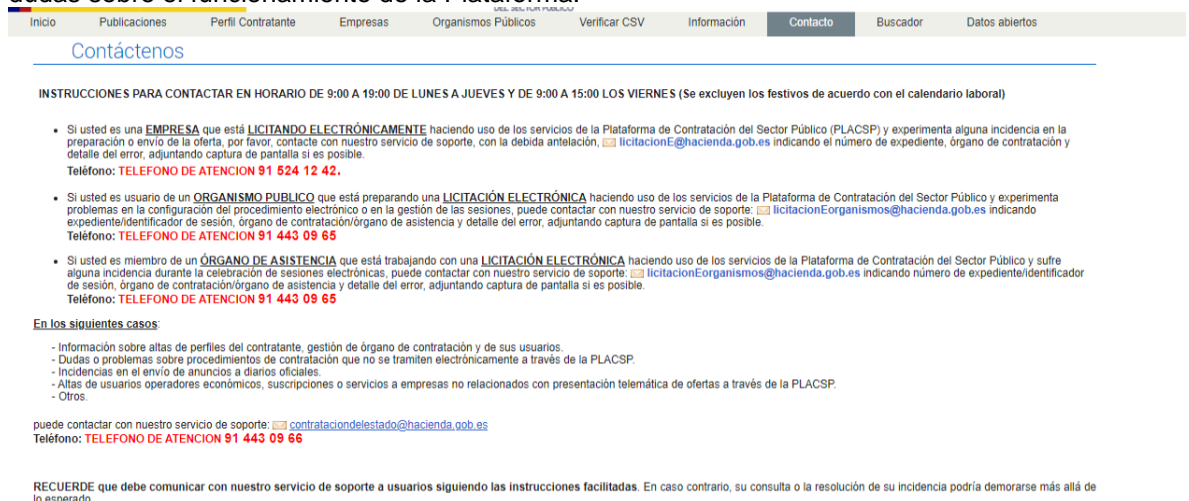 dudas sobre el funcionamiento de la Plataforma.
DEL SECTOR PÚBLICO
Inicio Publicaciones Perfil Contratante Empresas Organismos Públicos Verificar CSV Información Contacto Buscador Datos abiertos
Contáctenos
INSTRUCCIONES PARA CONTACTAR EN HORARIO DE 9:00 A 19:00 DE LUNES A JUEVES Y DE 9:00 A 15:00 LOS VIERNES (Se excluyen los festivos de acuerdo con el calendario laboral)
• Si usted es una EMPRESA que está LICITANDO ELECTRÓNICAMENTE haciendo uso de los servicios de la Plataforma de Contratación del Sector Público (PLACSP) y experimenta alguna incidencia en la
preparación o envío de la oferta, por favor, contacte con nuestro servicio de soporte, con la debida antelación, licitacionE@hacienda.gob.es indicando el número de expediente, órgano de contratación y
detalle del error, adjuntando captura de pantalla si es posible.
Teléfono: TELEFONO DE ATENCION 91 524 12 42.
• Si usted es usuario de un ORGANISMO PUBLICO que está preparando una LICITACIÓN ELECTRÓNICA haciendo uso de los servicios de la Plataforma de Contratación del Sector Público y experimenta
problemas en la configuración del procedimiento electrónico o en la gestión de las sesiones, puede contactar con nuestro servicio de soporte: licitacionEorganismos@hacienda.gob.es indicando
expediente/identificador de sesión, órgano de contratación/órgano de asistencia y detalle del error, adjuntando captura de pantalla si es posible.
Teléfono: TELEFONO DE ATENCION 91 443 09 65
• Si usted es miembro de un ÓRGANO DE ASISTENCIA que está trabajando con una LICITACIÓN ELECTRÓNICA haciendo uso de los servicios de la Plataforma de Contratación del Sector Público y sufre
alguna incidencia durante la celebración de sesiones electrónicas, puede contactar con nuestro servicio de soporte: licitacionEorganismos@hacienda.gob.es indicando número de expediente/identificador
de sesión, órgano de contratación/órgano de asistencia y detalle del error, adjuntando captura de pantalla si es posible.
Teléfono: TELEFONO DE ATENCION 91 443 09 65
En los siguientes casos:
- Información sobre altas de perfiles del contratante, gestión de órgano de contratación y de sus usuarios.
- Dudas o problemas sobre procedimientos de contratación que no se tramiten electrónicamente a través de la PLACSP.
- Incidencias en el envío de anuncios a diarios oficiales.
- Altas de usuarios operadores económicos, suscripciones o servicios a empresas no relacionados con presentación telemática de ofertas a través de la PLACSP.
- Otros.
puede contactar con nuestro servicio de soporte: contrataciondelestado@hacienda.gob.es
Teléfono: TELEFONO DE ATENCION 91 443 09 66
RECUERDE que debe comunicar con nuestro servicio de soporte a usuarios siguiendo las instrucciones facilitadas. En caso contrario, su consulta o la resolución de su incidencia podría demorarse más allá de
lo esperado.